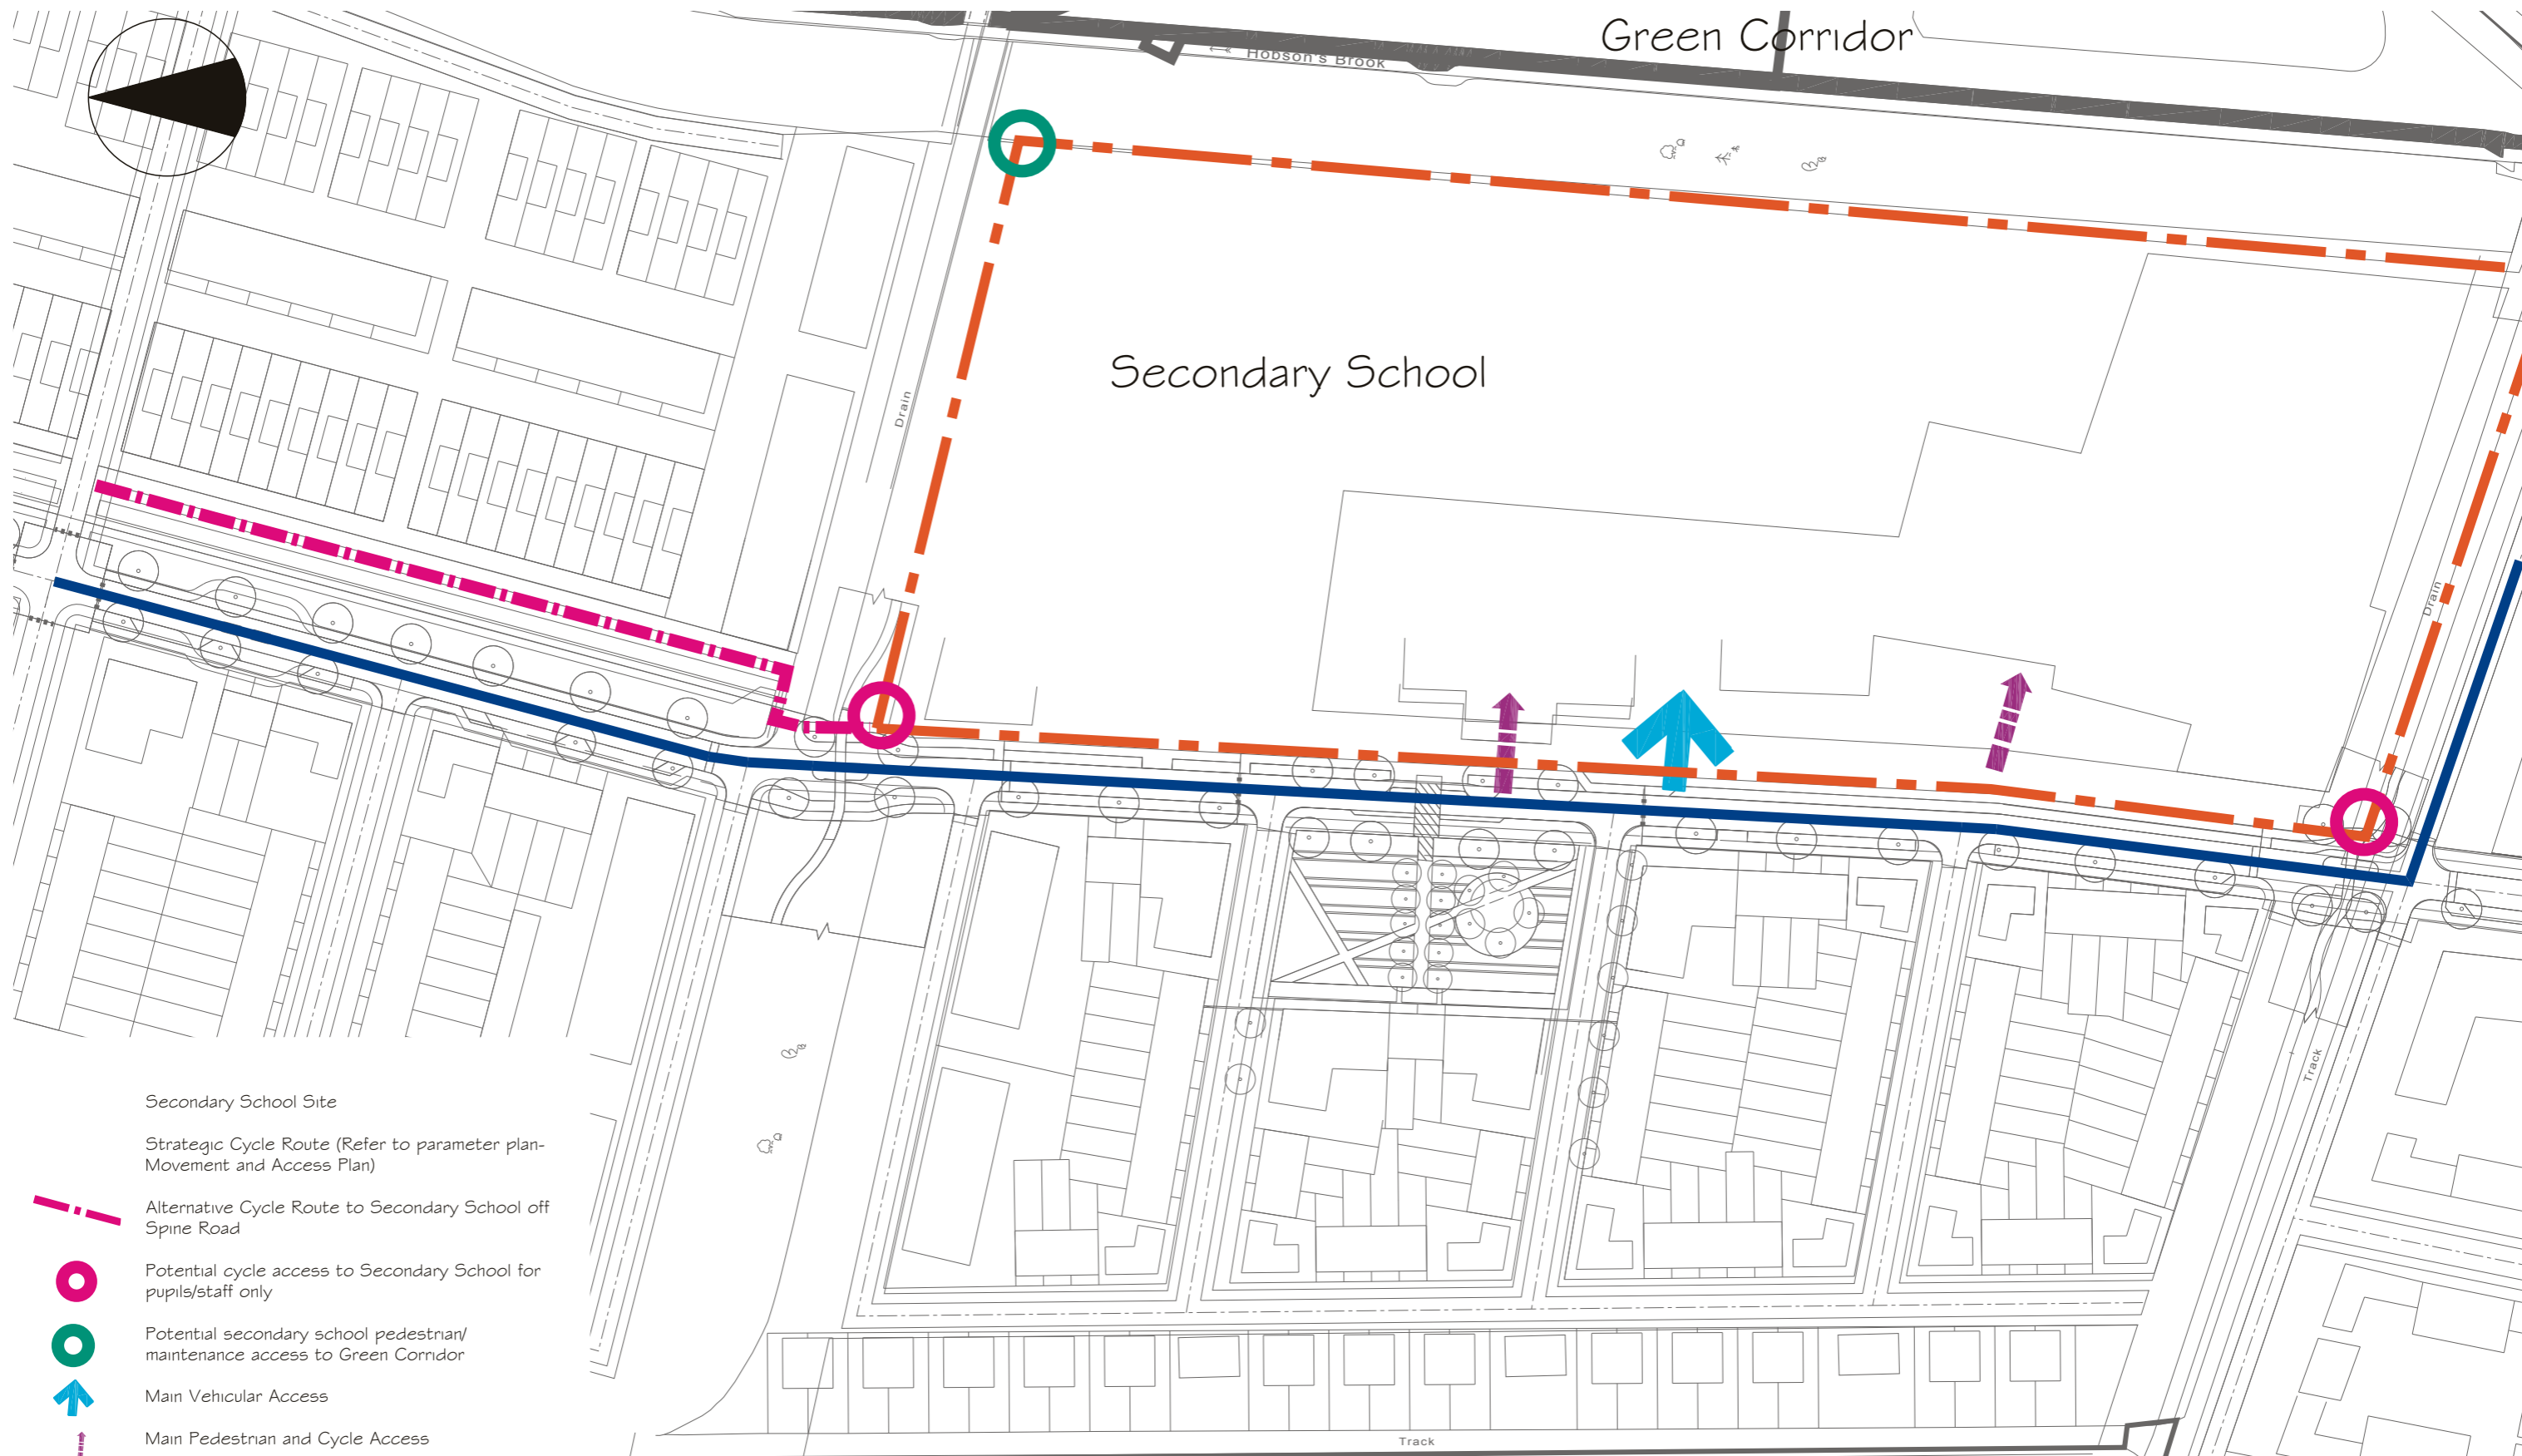 Green Corridor
Hobson's Brook
Secondary School
Drain
Drain
Track
Secondary School Site
Strategic Cycle Route (Refer to parameter plan-
Movement and Access Plan)
Alternative Cycle Route to Secondary School off
Spine Road
Potential cycle access to Secondary School for
pupils/staff only
Potential secondary school pedestrian/
maintenance access to Green Corridor
Main Vehicular Access
Main Pedestrian and Cycle Access
Track